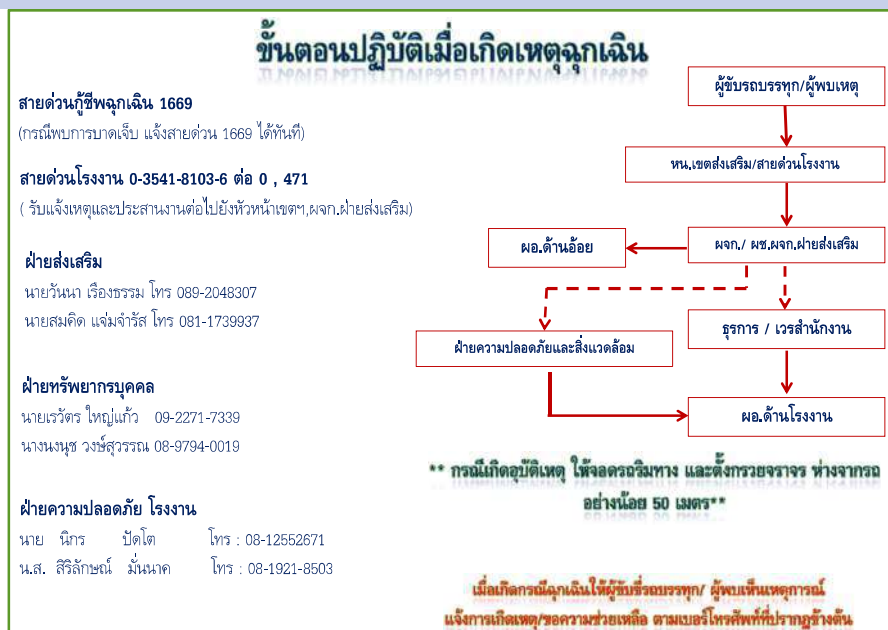 ขั้นตอนปฏิบัติเมื่อเกิดเหตุฉุกเฉิน
สายด่วนกู้ชีพฉุกเฉิน 1669
(กรณีพบการบาดเจ็บ แจ้งสายด่วน 1669 ได้ทันที)
สายด่วนโรงงาน 0-3541-8103-6 ต่อ 0 , 471
( รับแจ้งเหตุและประสานงานต่อไปยังหัวหน้าเขตฯ,ผจก.ฝ่ายส่งเสริม)
ฝ่ายส่งเสริม
นายวันนา เรืองธรรม โทร 089-2048307
นายสมคิด แจ่มจำรัส โทร 081-1739937
ฝ่ายทรัพยากรบุคคล
นายเรวัตร ใหญ่แก้ว 09-2271-7339
นางนงนุช วงษ์สุวรรณ 08-9794-0019
ฝ่ายความปลอดภัย โรงงาน
นาย นิกร ปัดโต โทร : 08-12552671
น.ส. สิริลักษณ์ มั่นนาค โทร : 08-1921-8503
ผู้ขับรถบรรทุก/ผู้พบเหตุ
หน.เขตส่งเสริม/สายด่วนโรงงาน
ผอ.ด้านอ้อย
ผจก./ ผช.ผจก.ฝ่ายส่งเสริม
ฝ่ายความปลอดภัยและสิ่งแวดล้อม
ธุรการ / เวรสำนักงาน
ผอ.ด้านโรงงาน
** กรณีเกิดอุบัติเหตุ ให้จอดรถริมทาง และตั้งกรวยจราจร ห่างจากรถ
อย่างน้อย 50 เมตร**
เมื่อเกิดกรณีฉุกเฉินให้ผู้ขับขี่รถบรรทุก/ ผู้พบเห็นเหตุการณ์
แจ้งการเกิดเหตุ/ขอความช่วยเหลือ ตามเบอร์โทรศัพท์ที่ปรากฏข้างต้น